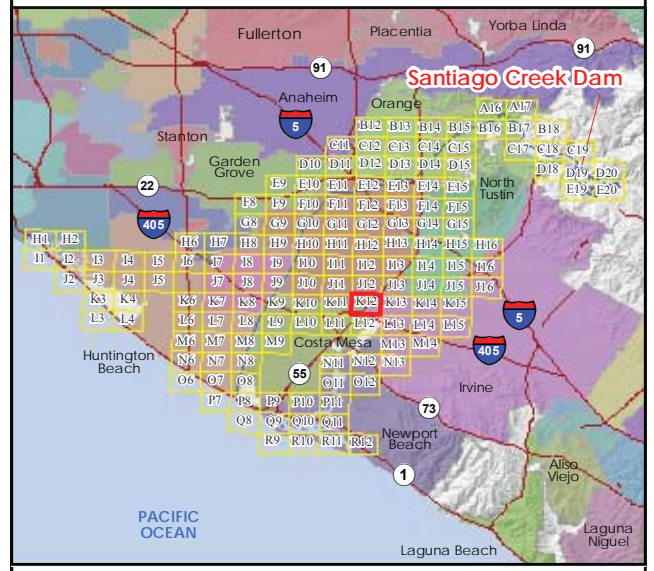 Yorba Linda
Fullerton
Placentia
91
91
Santiago Creek Dam
Anaheim
Orange
A16 A17
5
B12 B13 B14 B15 B16 B17 B18
Stanton
C11 C12 C13 C14 C15 C17 C18 C19
Garden
Grove
D10 D11 D12 D13 D14 D15 D18 D19 D20
22
E9 E10 E11 E12 E13 E14 E15 E19 E20
North
Tustin
F8 F9 F10 F11 F12 F13 F14 F15
405
G8 G9 G10 G11 G12 G13 G14 G15
H1 H2 H6 H7 H8 H9 H10 H11 H12 H13 H14 H15 H16
I1 I2 I3 I4 I5 I6 I7 I8 I9 I10 I11 I12 I13 I14 I15 I16
J2 J3 J4 J5 J7 J8 J9 J10 J11 J12 J13 J14 J15 J16
K3 K4 K6 K7 K8 K9 K10 K11 K12 K13 K14 K15
5
L3 L4 L6 L7 L8 L9 L10 L11 L12 L13 L14 L15
M6 M7 M8 M9 Costa Mesa M13 M14
405
Huntington
Beach
N6 N7 N8 N11 N12 N13
55
O6 O7 O8 O11 O12
Irvine
P7 P8 P9 P10 P11
73
Q8 Q9 Q10 Q11
Newport
Beach
R9 R10 R11 R12
1
Aliso
Viejo
PACIFIC
OCEAN
Laguna
Niguel
Laguna Beach